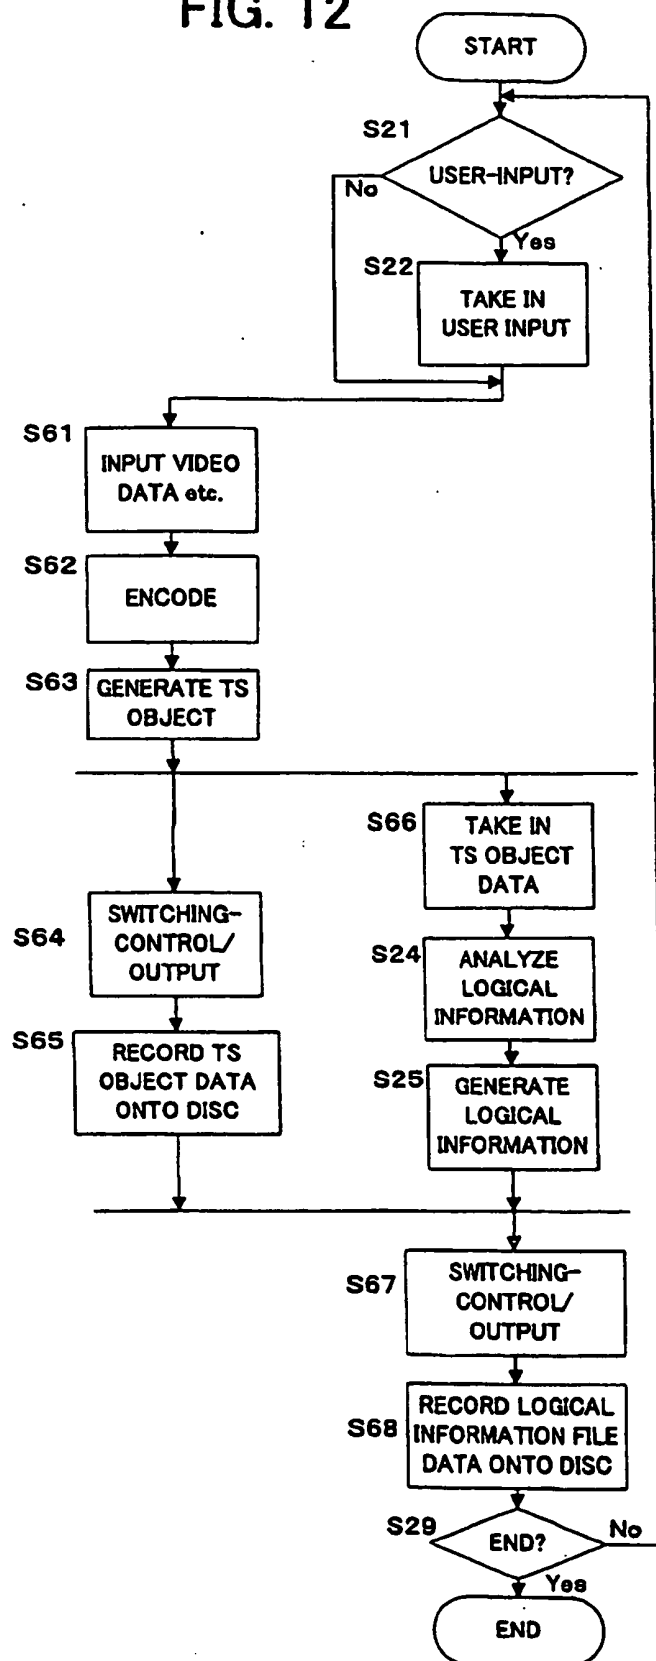 FIG. 12
START
S21
USER-INPUT?
No
Yes
S22
TAKE IN
USER INPUT
S61
INPUT VIDEO
DATA etc.
S62
ENCODE
S63
GENERATE TS
OBJECT
S66
TAKE IN
TS OBJECT
DATA
S64
SWITCHING-
CONTROL/
OUTPUT
S24
ANALYZE
LOGICAL
INFORMATION
S65
RECORD TS
OBJECT DATA
ONTO DISC
S25
GENERATE
LOGICAL
INFORMATION
S67
SWITCHING-
CONTROL/
OUTPUT
S68
RECORD LOGICAL
INFORMATION FILE
DATA ONTO DISC
S29
END?
No
Yes
END